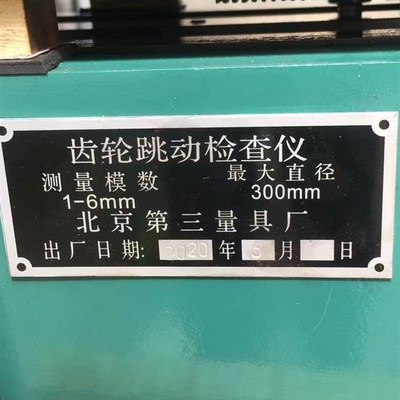 齿轮跳动检查仪
测量模数 最大直径
1-6mm 300mm
北京第三量具厂
出厂日期: 2020 年 5 月 日